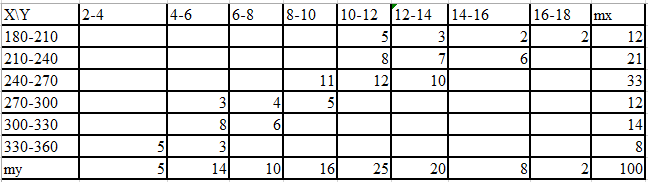 X\Y 2-4 4-6 6-8 8-10 10-12 12-14 14-16 16-18 mx
180-210 5 3 2 2 12
210-240 8 7 6 21
240-270 11 12 10 33
270-300 3 4 5 12
300-330 8 6 14
330-360 5 3 8
my 5 14 10 16 25 20 8 2 100